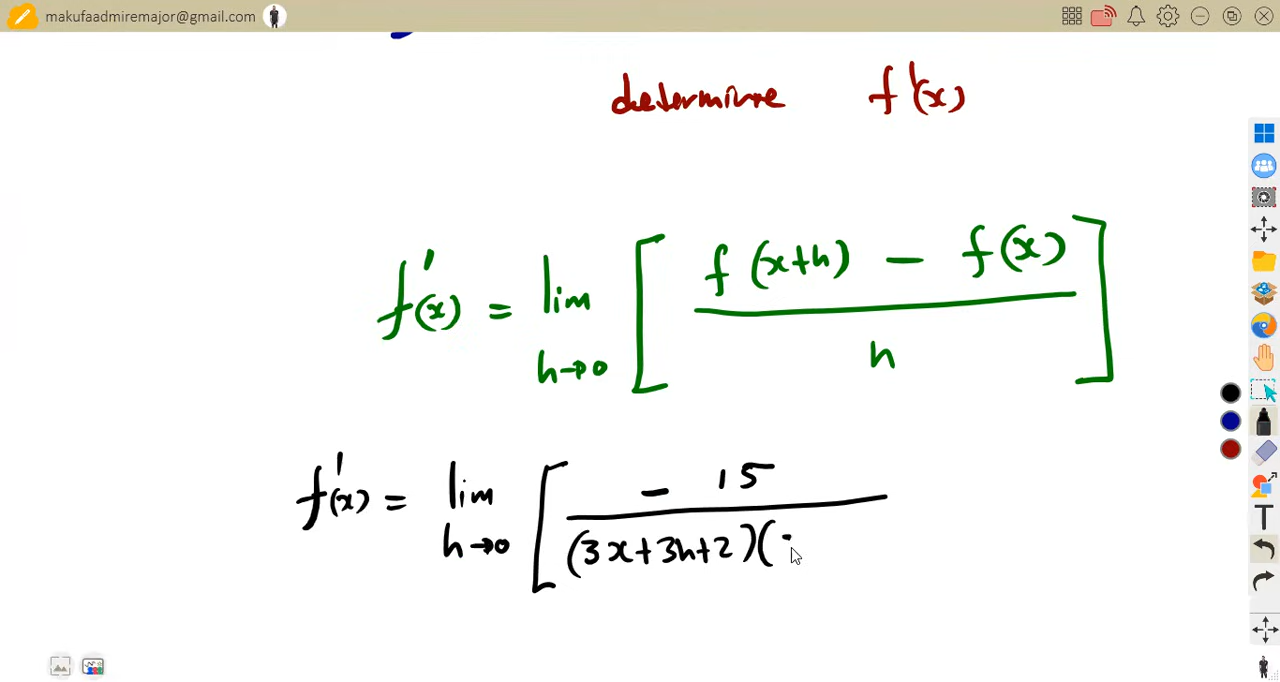 makufaadmiremajor@gmail.com
determine f'(x)
f'(x) = lim h→0 [ f(x+h) - f(x) / h ]
f'(x) = lim h→0 [ - 15 / (3x+3h+2)(